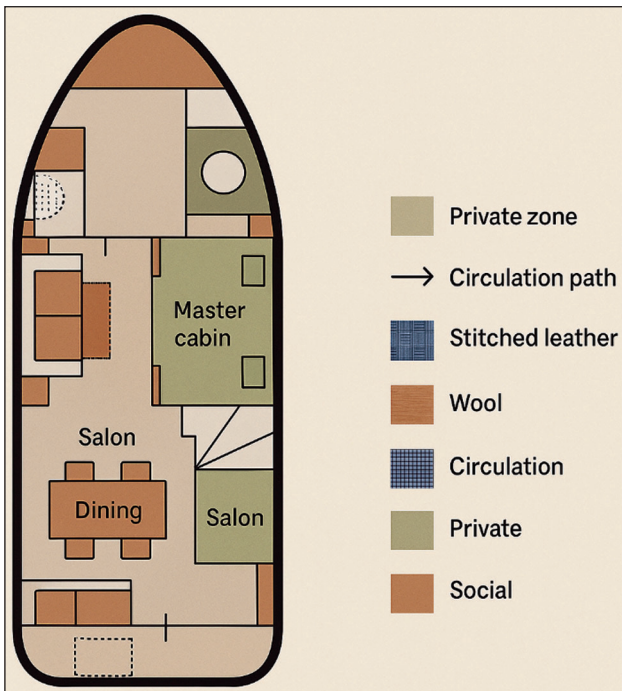 Master
cabin
Salon
Dining
Salon
Private zone
Circulation path
Stitched leather
Wool
Circulation
Private
Social